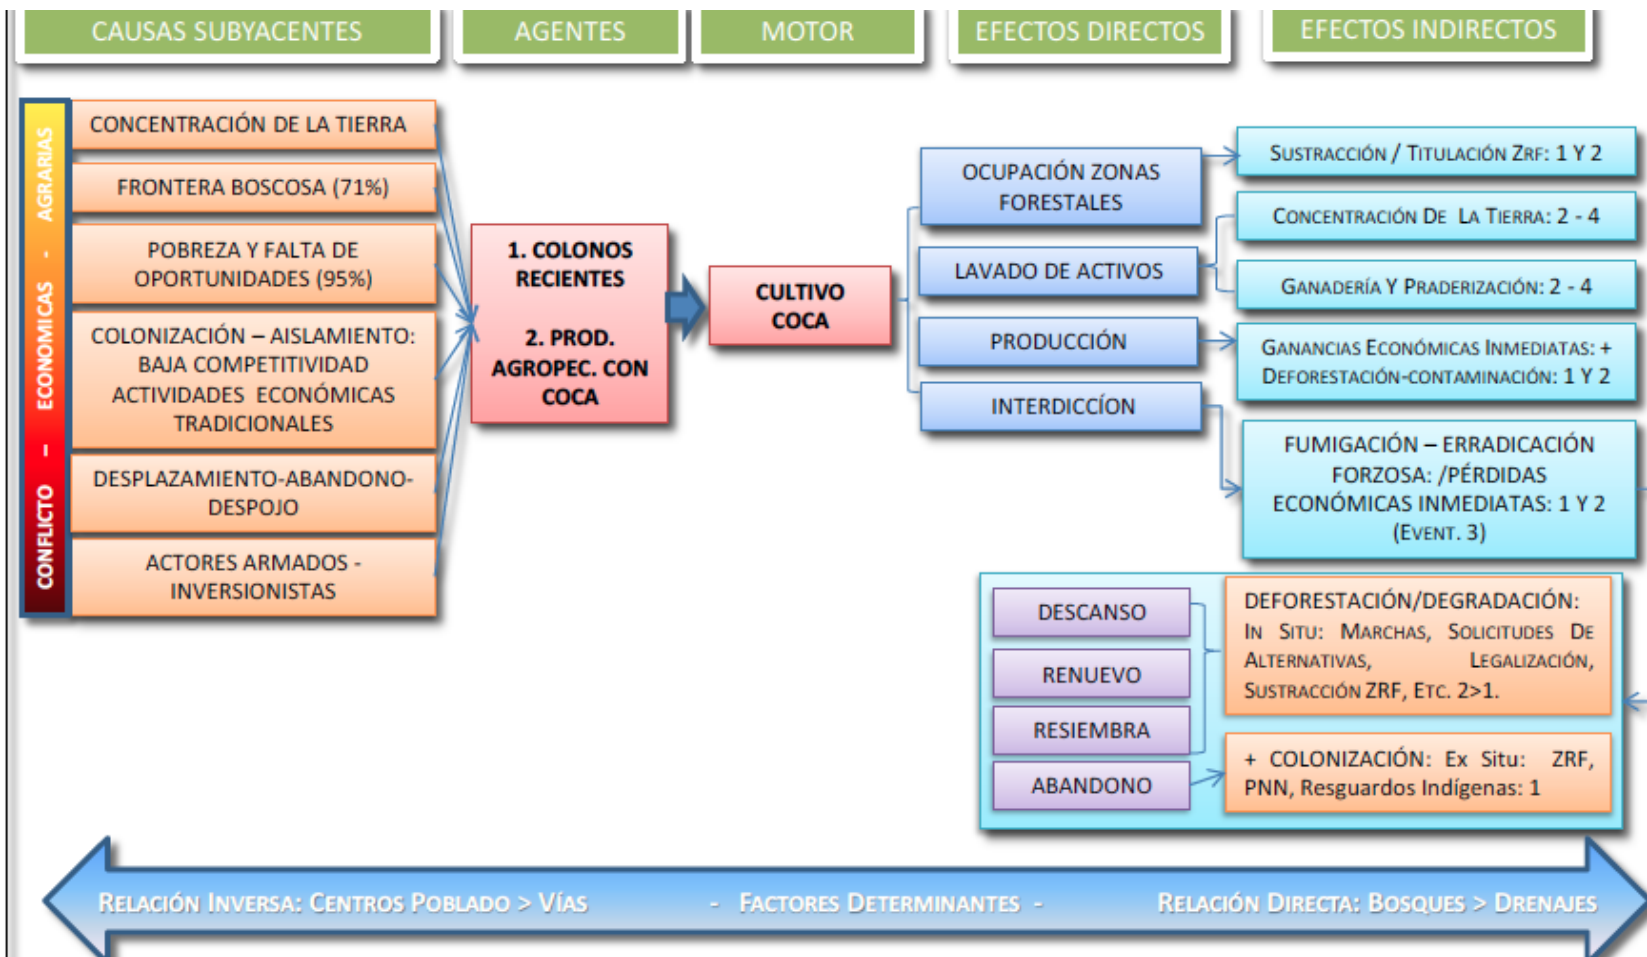 CAUSAS SUBYACENTES
AGENTES
MOTOR
EFECTOS DIRECTOS
EFECTOS INDIRECTOS
CONFLICTO – ECONOMICAS - AGRARIAS
CONCENTRACIÓN DE LA TIERRA
FRONTERA BOSCOSA (71%)
POBREZA Y FALTA DE
OPORTUNIDADES (95%)
COLONIZACIÓN – AISLAMIENTO:
BAJA COMPETITIVIDAD
ACTIVIDADES ECONÓMICAS
TRADICIONALES
DESPLAZAMIENTO-ABANDONO-
DESPOJO
ACTORES ARMADOS -
INVERSIONISTAS
1. COLONOS
RECIENTES
2. PROD.
AGROPEC. CON
COCA
CULTIVO
COCA
OCUPACIÓN ZONAS
FORESTALES
LAVADO DE ACTIVOS
PRODUCCIÓN
INTERDICCÍON
SUSTRACCIÓN / TITULACIÓN ZRF: 1 Y 2
CONCENTRACIÓN DE LA TIERRA: 2 - 4
GANADERÍA Y PRADERIZACIÓN: 2 - 4
GANANCIAS ECONÓMICAS INMEDIATAS: +
DEFORESTACIÓN-CONTAMINACIÓN: 1 Y 2
FUMIGACIÓN – ERRADICACIÓN
FORZOSA: /PÉRDIDAS
ECONÓMICAS INMEDIATAS: 1 Y 2
(EVENT. 3)
DESCANSO
RENUEVO
RESIEMBRA
ABANDONO
DEFORESTACIÓN/DEGRADACIÓN:
IN SITU: MARCHAS, SOLICITUDES DE
ALTERNATIVAS, LEGALIZACIÓN,
SUSTRACCIÓN ZRF, ETC. 2>1.
+ COLONIZACIÓN: Ex Situ: ZRF,
PNN, Resguardos Indígenas: 1
RELACIÓN INVERSA: CENTROS POBLADO > VÍAS - FACTORES DETERMINANTES - RELACIÓN DIRECTA: BOSQUES > DRENAJES